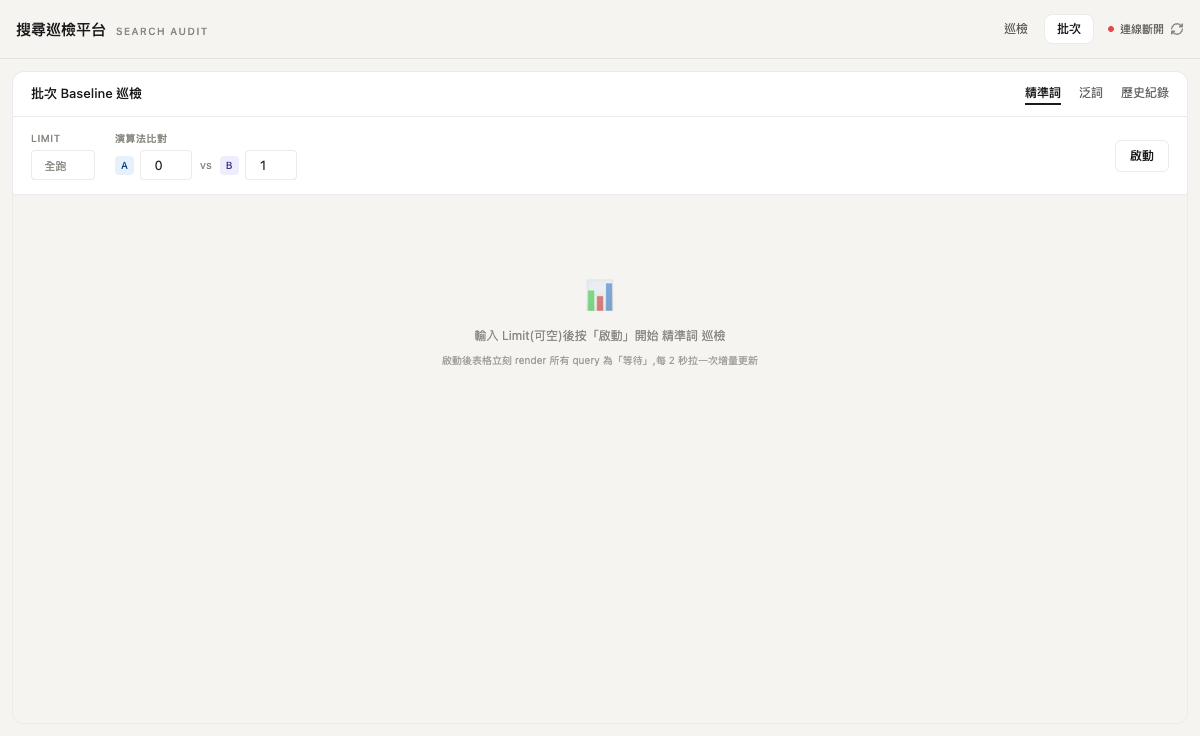 搜尋巡檢平台 SEARCH AUDIT 巡檢 批次 連線斷開
批次 Baseline 巡檢 精準詞 泛詞 歷史紀錄
LIMIT 演算法比對
全跑 A 0 vs B 1 啟動
輸入 Limit(可空)後按「啟動」開始 精準詞 巡檢
啟動後表格立刻 render 所有 query 為「等待」,每 2 秒拉一次增量更新